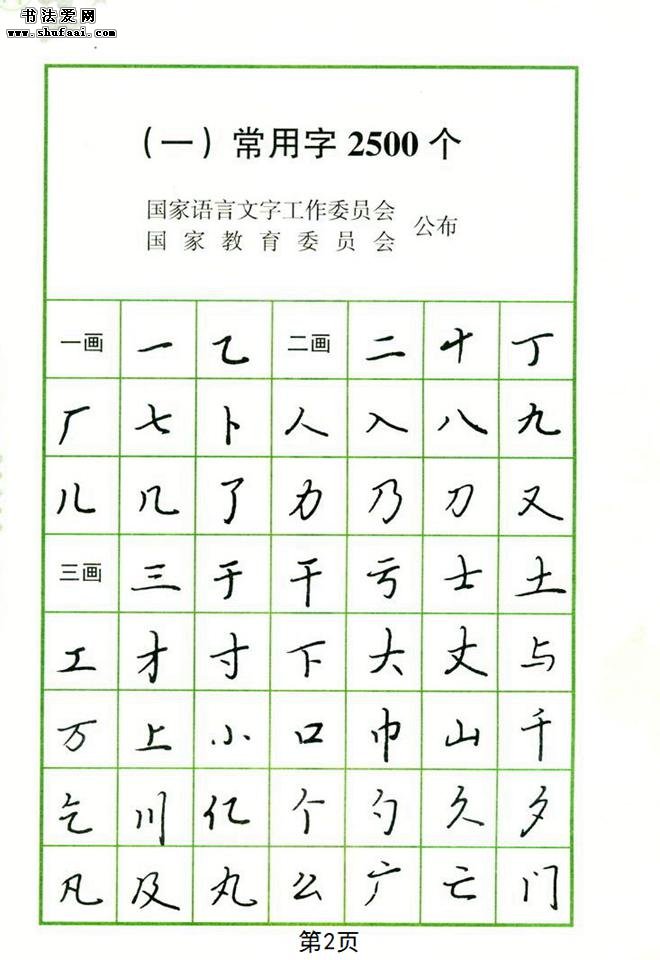 书法爱网
www.shufaai.com
（一）常用字2500个
国家语言文字工作委员会
国家教育委员会
公布
一画 一 乙 二画 二 十 丁
厂 七 卜 人 入 八 九
儿 几 了 力 乃 刀 又
三画 三 于 干 亏 士 土
工 才 寸 下 大 丈 与
万 上 小 口 巾 山 千
乞 川 亿 个 勺 久 夕
凡 及 丸 么 广 亡 门
第2页